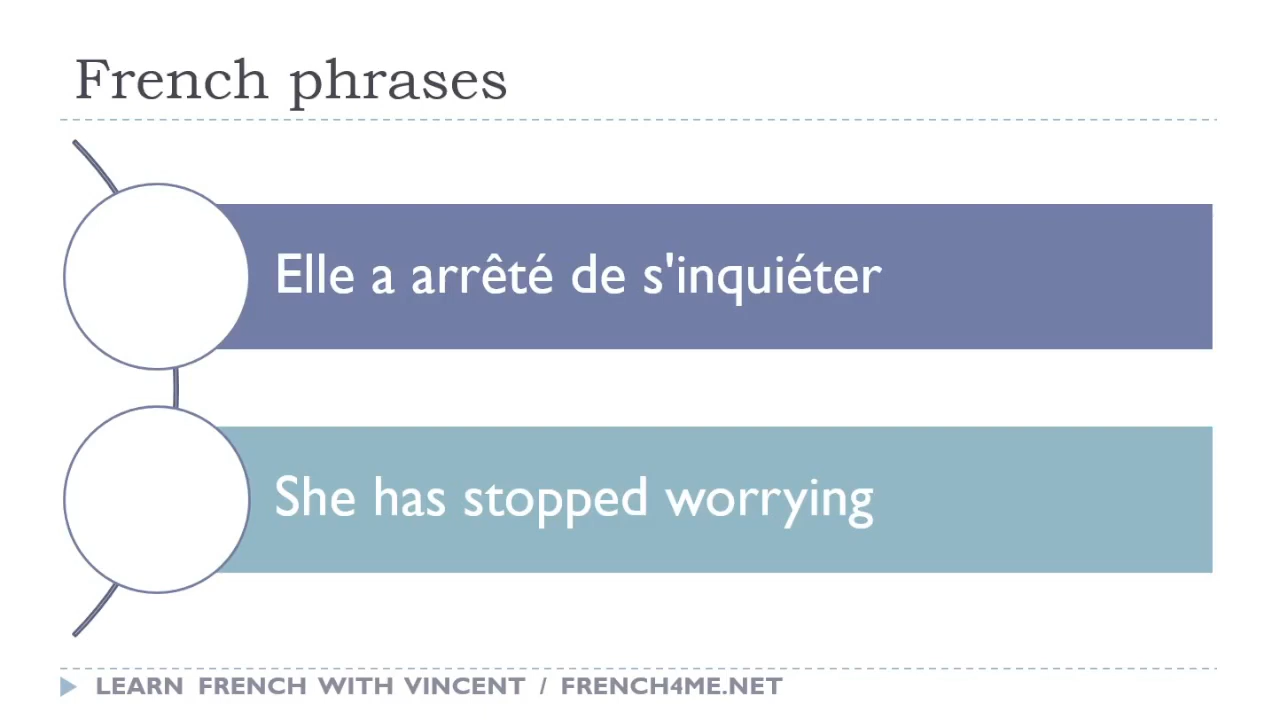 French phrases
Elle a arrêté de s'inquiéter
She has stopped worrying
LEARN FRENCH WITH VINCENT / FRENCH4ME.NET